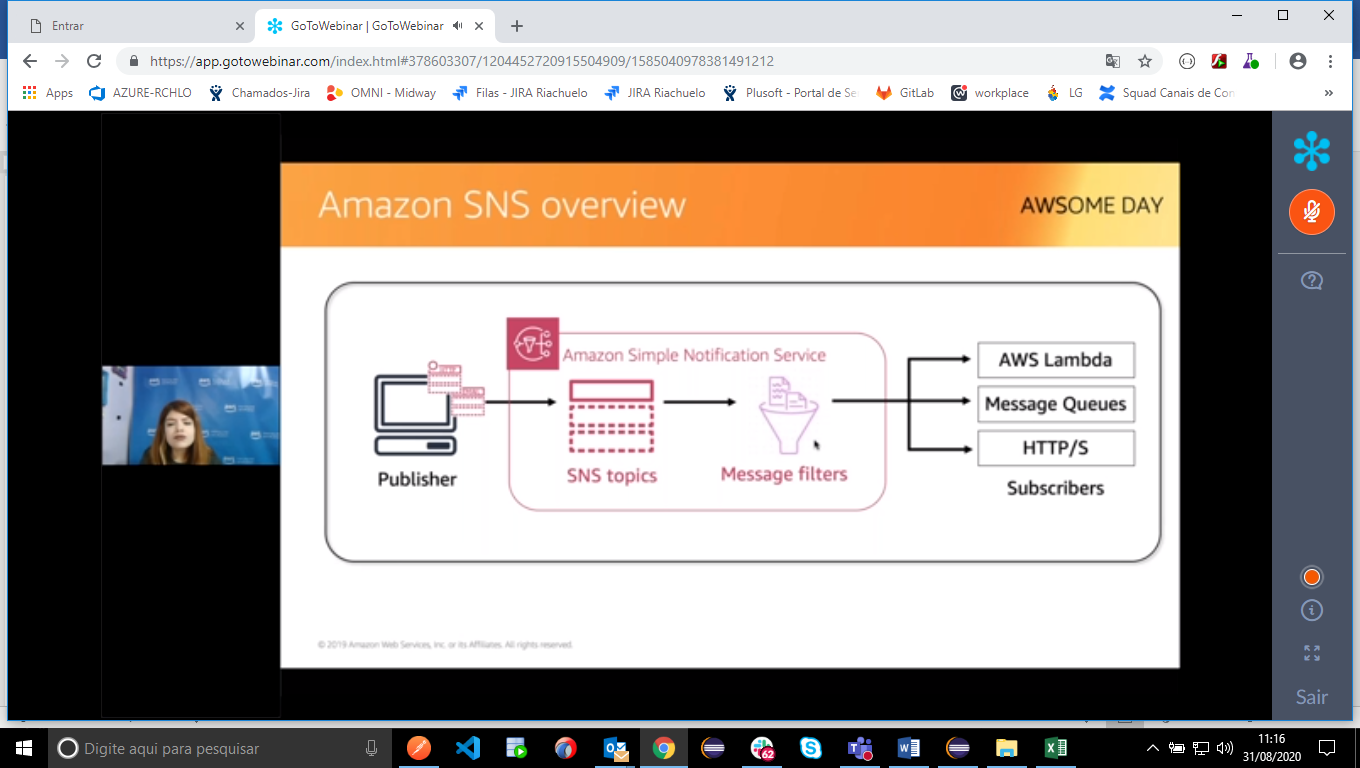 Entrar
GoToWebinar | GoToWebinar
https://app.gotowebinar.com/index.html#378603307/1204452720915504909/1585040978381491212
Apps
AZURE-RCHLO
Chamados-Jira
OMNI - Midway
Filas - JIRA Riachuelo
JIRA Riachuelo
Plusoft - Portal de Se
GitLab
workplace
LG
Squad Canais de Con
»
Amazon SNS overview
AWSOME DAY
Amazon Simple Notification Service
Publisher
SNS topics
Message filters
AWS Lambda
Message Queues
HTTP/S
Subscribers
© 2019 Amazon Web Services, Inc. or its Affiliates. All rights reserved.
Sair
Digite aqui para pesquisar
62
11:16
31/08/2020